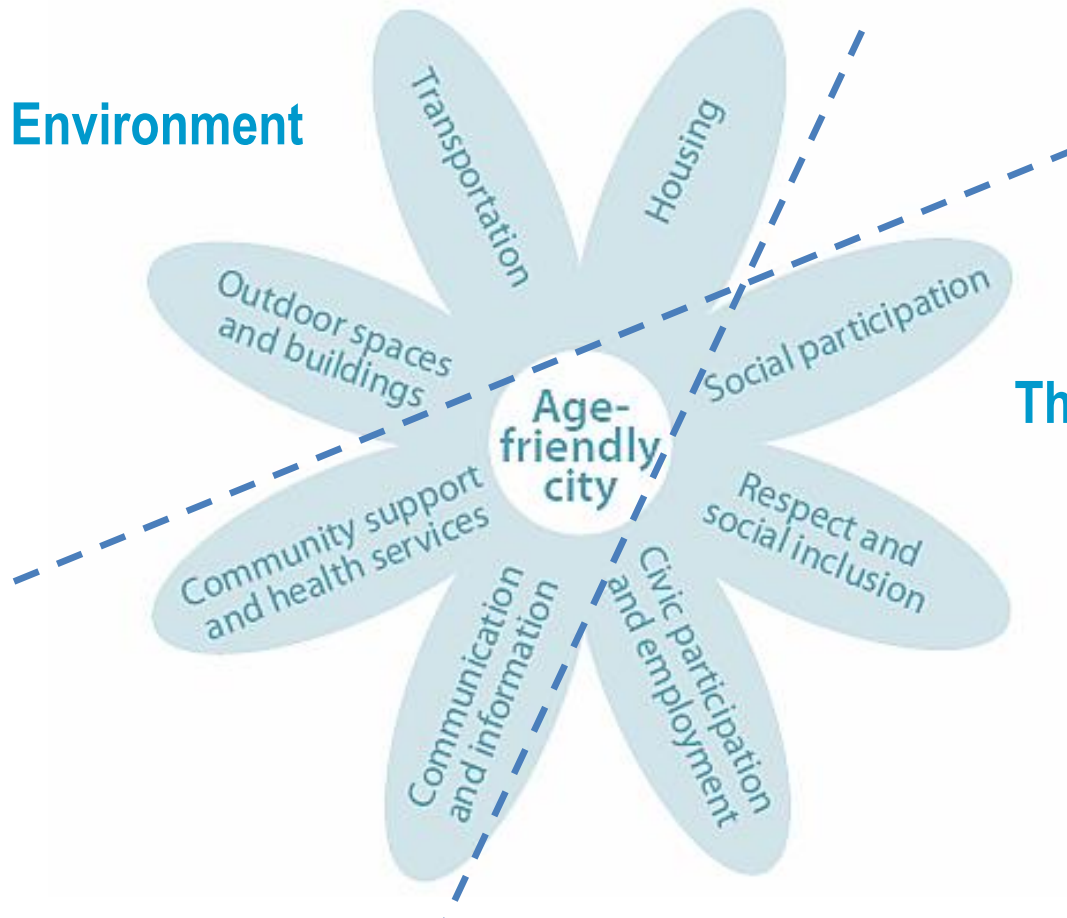 Environment
Transportation
Housing
Outdoor spaces
and buildings
Social participation
Th
Age-
friendly
city
Respect and
social inclusion
Community support
and health services
Communication
and information
Civic participation
and employment